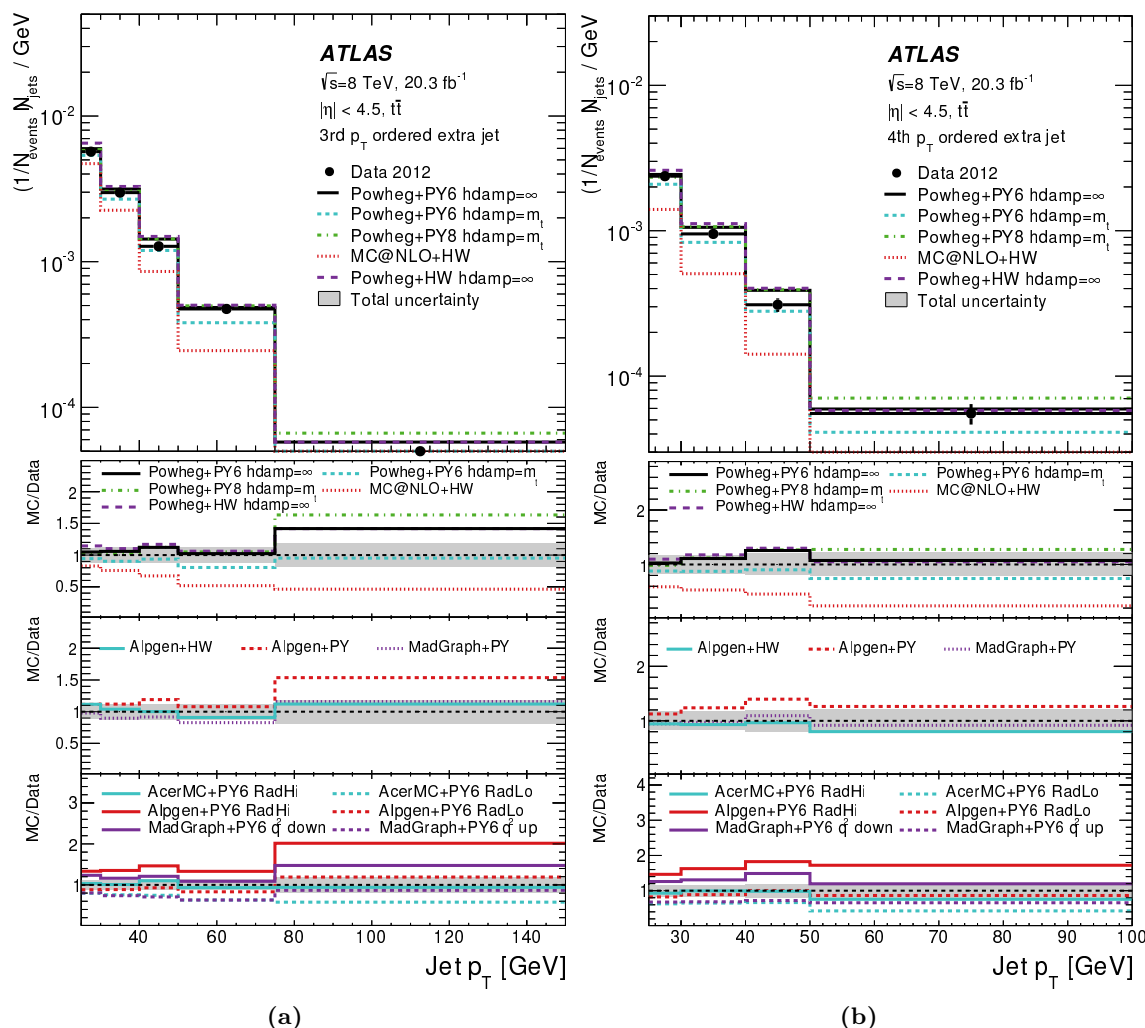 (1/N_events) N_jets / GeV
ATLAS
√s=8 TeV, 20.3 fb⁻¹
|η| < 4.5, tt̄
3rd p_T ordered extra jet
Data 2012
Powheg+PY6 hdamp=∞
Powheg+PY6 hdamp=m_t
Powheg+PY8 hdamp=m_t
MC@NLO+HW
Powheg+HW hdamp=∞
Total uncertainty
10⁻²
10⁻³
10⁻⁴
MC/Data
Powheg+PY6 hdamp=∞ Powheg+PY6 hdamp=m_t
Powheg+PY8 hdamp=m_t MC@NLO+HW
Powheg+HW hdamp=∞
2
1.5
1
0.5
MC/Data
Alpgen+HW Alpgen+PY MadGraph+PY
2
1.5
1
0.5
MC/Data
AcerMC+PY6 RadHi AcerMC+PY6 RadLo
Alpgen+PY6 RadHi Alpgen+PY6 RadLo
MadGraph+PY6 q² down MadGraph+PY6 q² up
3
2
1
40 60 80 100 120 140
Jet p_T [GeV]
(a)
(1/N_events) N_jets / GeV
ATLAS
√s=8 TeV, 20.3 fb⁻¹
|η| < 4.5, tt̄
4th p_T ordered extra jet
Data 2012
Powheg+PY6 hdamp=∞
Powheg+PY6 hdamp=m_t
Powheg+PY8 hdamp=m_t
MC@NLO+HW
Powheg+HW hdamp=∞
Total uncertainty
10⁻²
10⁻³
10⁻⁴
MC/Data
Powheg+PY6 hdamp=∞ Powheg+PY6 hdamp=m_t
Powheg+PY8 hdamp=m_t MC@NLO+HW
Powheg+HW hdamp=∞
2
1
MC/Data
Alpgen+HW Alpgen+PY MadGraph+PY
2
1
MC/Data
AcerMC+PY6 RadHi AcerMC+PY6 RadLo
Alpgen+PY6 RadHi Alpgen+PY6 RadLo
MadGraph+PY6 q² down MadGraph+PY6 q² up
4
3
2
1
30 40 50 60 70 80 90 100
Jet p_T [GeV]
(b)